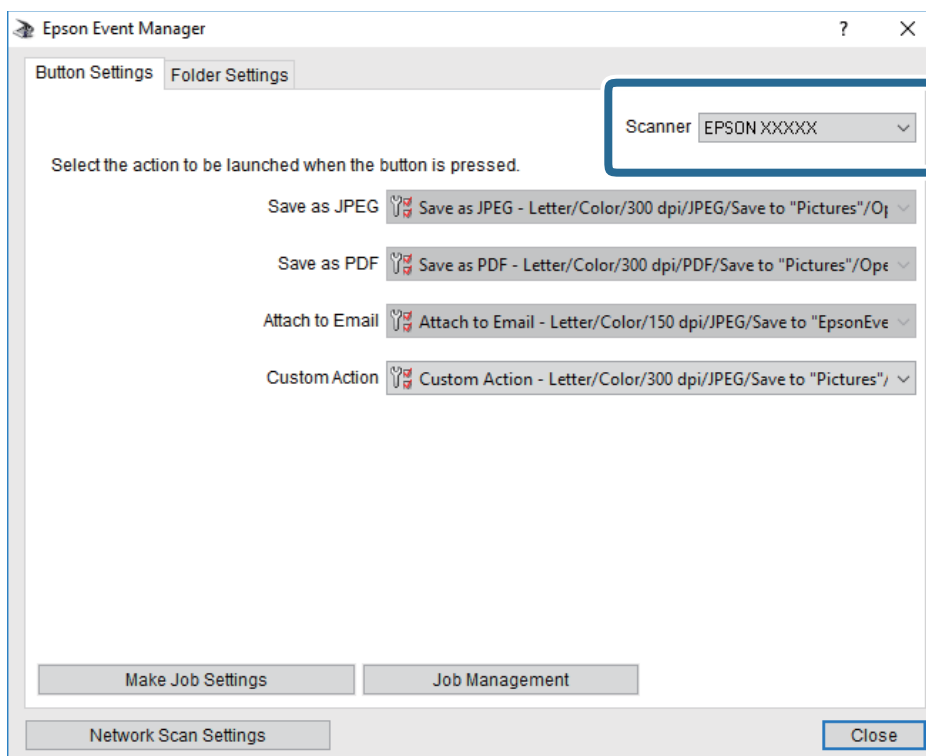 Epson Event Manager
Button Settings
Folder Settings
Scanner EPSON XXXXX
Select the action to be launched when the button is pressed.
Save as JPEG Save as JPEG - Letter/Color/300 dpi/JPEG/Save to "Pictures"/Op
Save as PDF Save as PDF - Letter/Color/300 dpi/PDF/Save to "Pictures"/Ope
Attach to Email Attach to Email - Letter/Color/150 dpi/JPEG/Save to "EpsonEve
Custom Action Custom Action - Letter/Color/300 dpi/JPEG/Save to "Pictures"/
Make Job Settings
Job Management
Network Scan Settings
Close